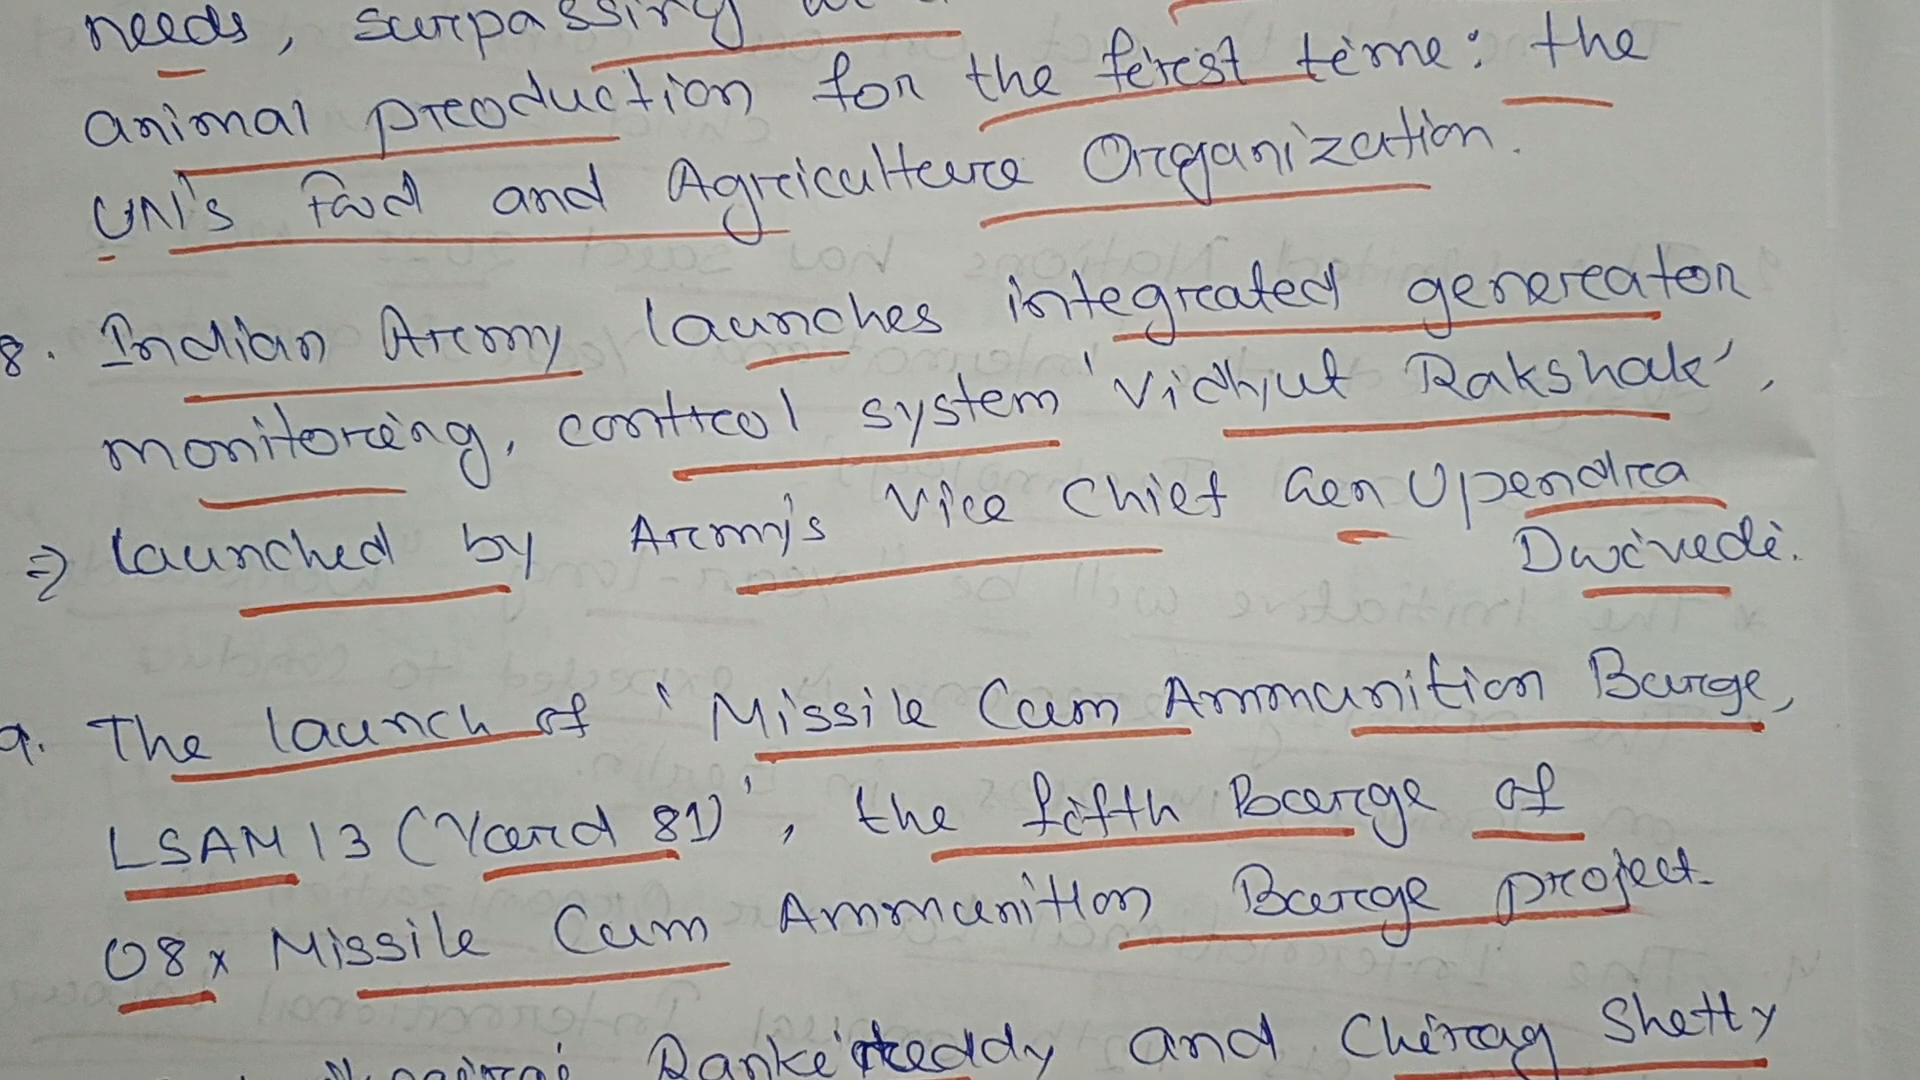 needs, surpassing
animal production for the first time: the
UN's Food and Agriculture Organization.
8. Indian Army launches integrated generator
monitoring, control system 'Vidhyut Rakshak',
⇒ launched by Army's Vice Chief Gen Upendra
Dwivedi.
9. The launch of 'Missile Cum Ammunition Barge,
LSAM 13 (Yard 81)', the fifth Barge of
08x Missile Cum Ammunition Barge project
Rankireddy and Chirag Shetty